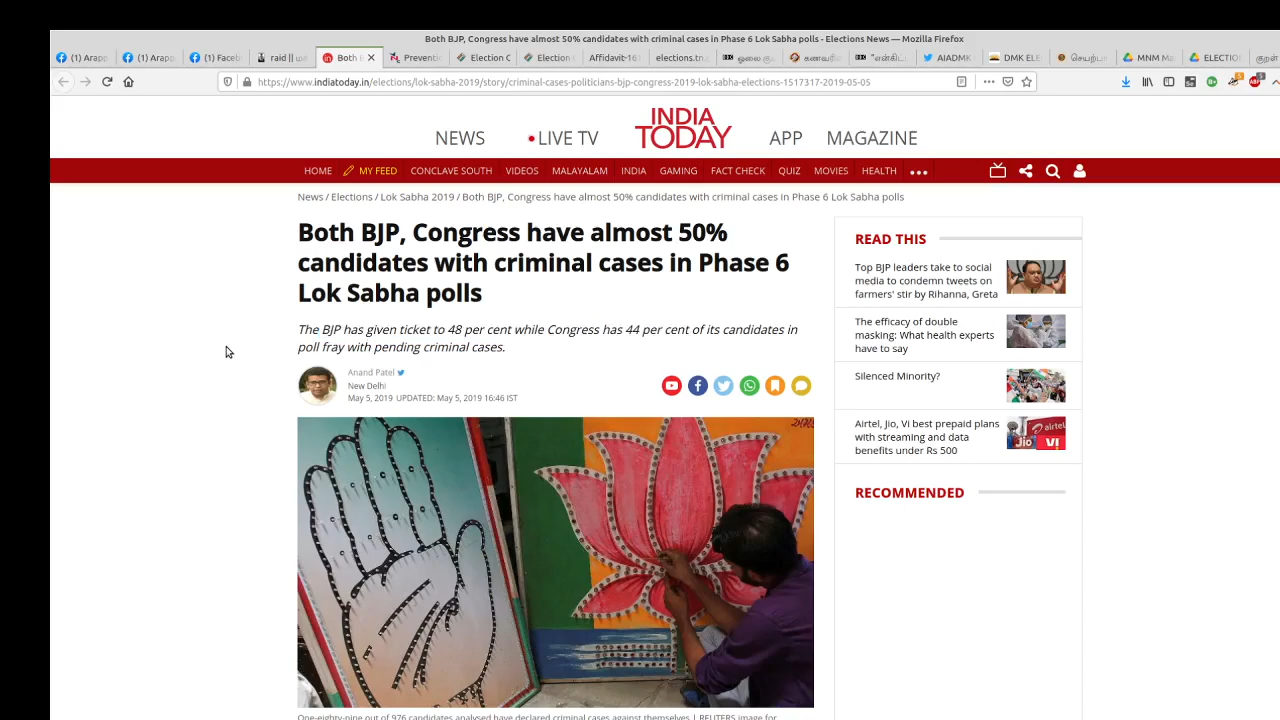 Both BJP, Congress have almost 50% candidates with criminal cases in Phase 6 Lok Sabha polls - Elections News — Mozilla Firefox
(1) Arapp (1) Arapp (1) Faceb raid || Both Preventi Election C Election Affidavit-161 elections.tn. AIADMK DMK ELE MNM Ma ELECTIO குறள்
https://www.indiatoday.in/elections/lok-sabha-2019/story/criminal-cases-politicians-bjp-congress-2019-lok-sabha-elections-1517317-2019-05-05
NEWS LIVE TV INDIA TODAY APP MAGAZINE
HOME MY FEED CONCLAVE SOUTH VIDEOS MALAYALAM INDIA GAMING FACT CHECK QUIZ MOVIES HEALTH
News / Elections / Lok Sabha 2019 / Both BJP, Congress have almost 50% candidates with criminal cases in Phase 6 Lok Sabha polls
Both BJP, Congress have almost 50%
candidates with criminal cases in Phase 6
Lok Sabha polls
The BJP has given ticket to 48 per cent while Congress has 44 per cent of its candidates in
poll fray with pending criminal cases.
Anand Patel
New Delhi
May 5, 2019 UPDATED: May 5, 2019 16:46 IST
One-eighty-nine out of 976 candidates analysed have declared criminal cases against themselves | REUTERS image for
READ THIS
Top BJP leaders take to social
media to condemn tweets on
farmers' stir by Rihanna, Greta
The efficacy of double
masking: What health experts
have to say
Silenced Minority?
Airtel, Jio, Vi best prepaid plans
with streaming and data
benefits under Rs 500
airtel
Jio VI
RECOMMENDED